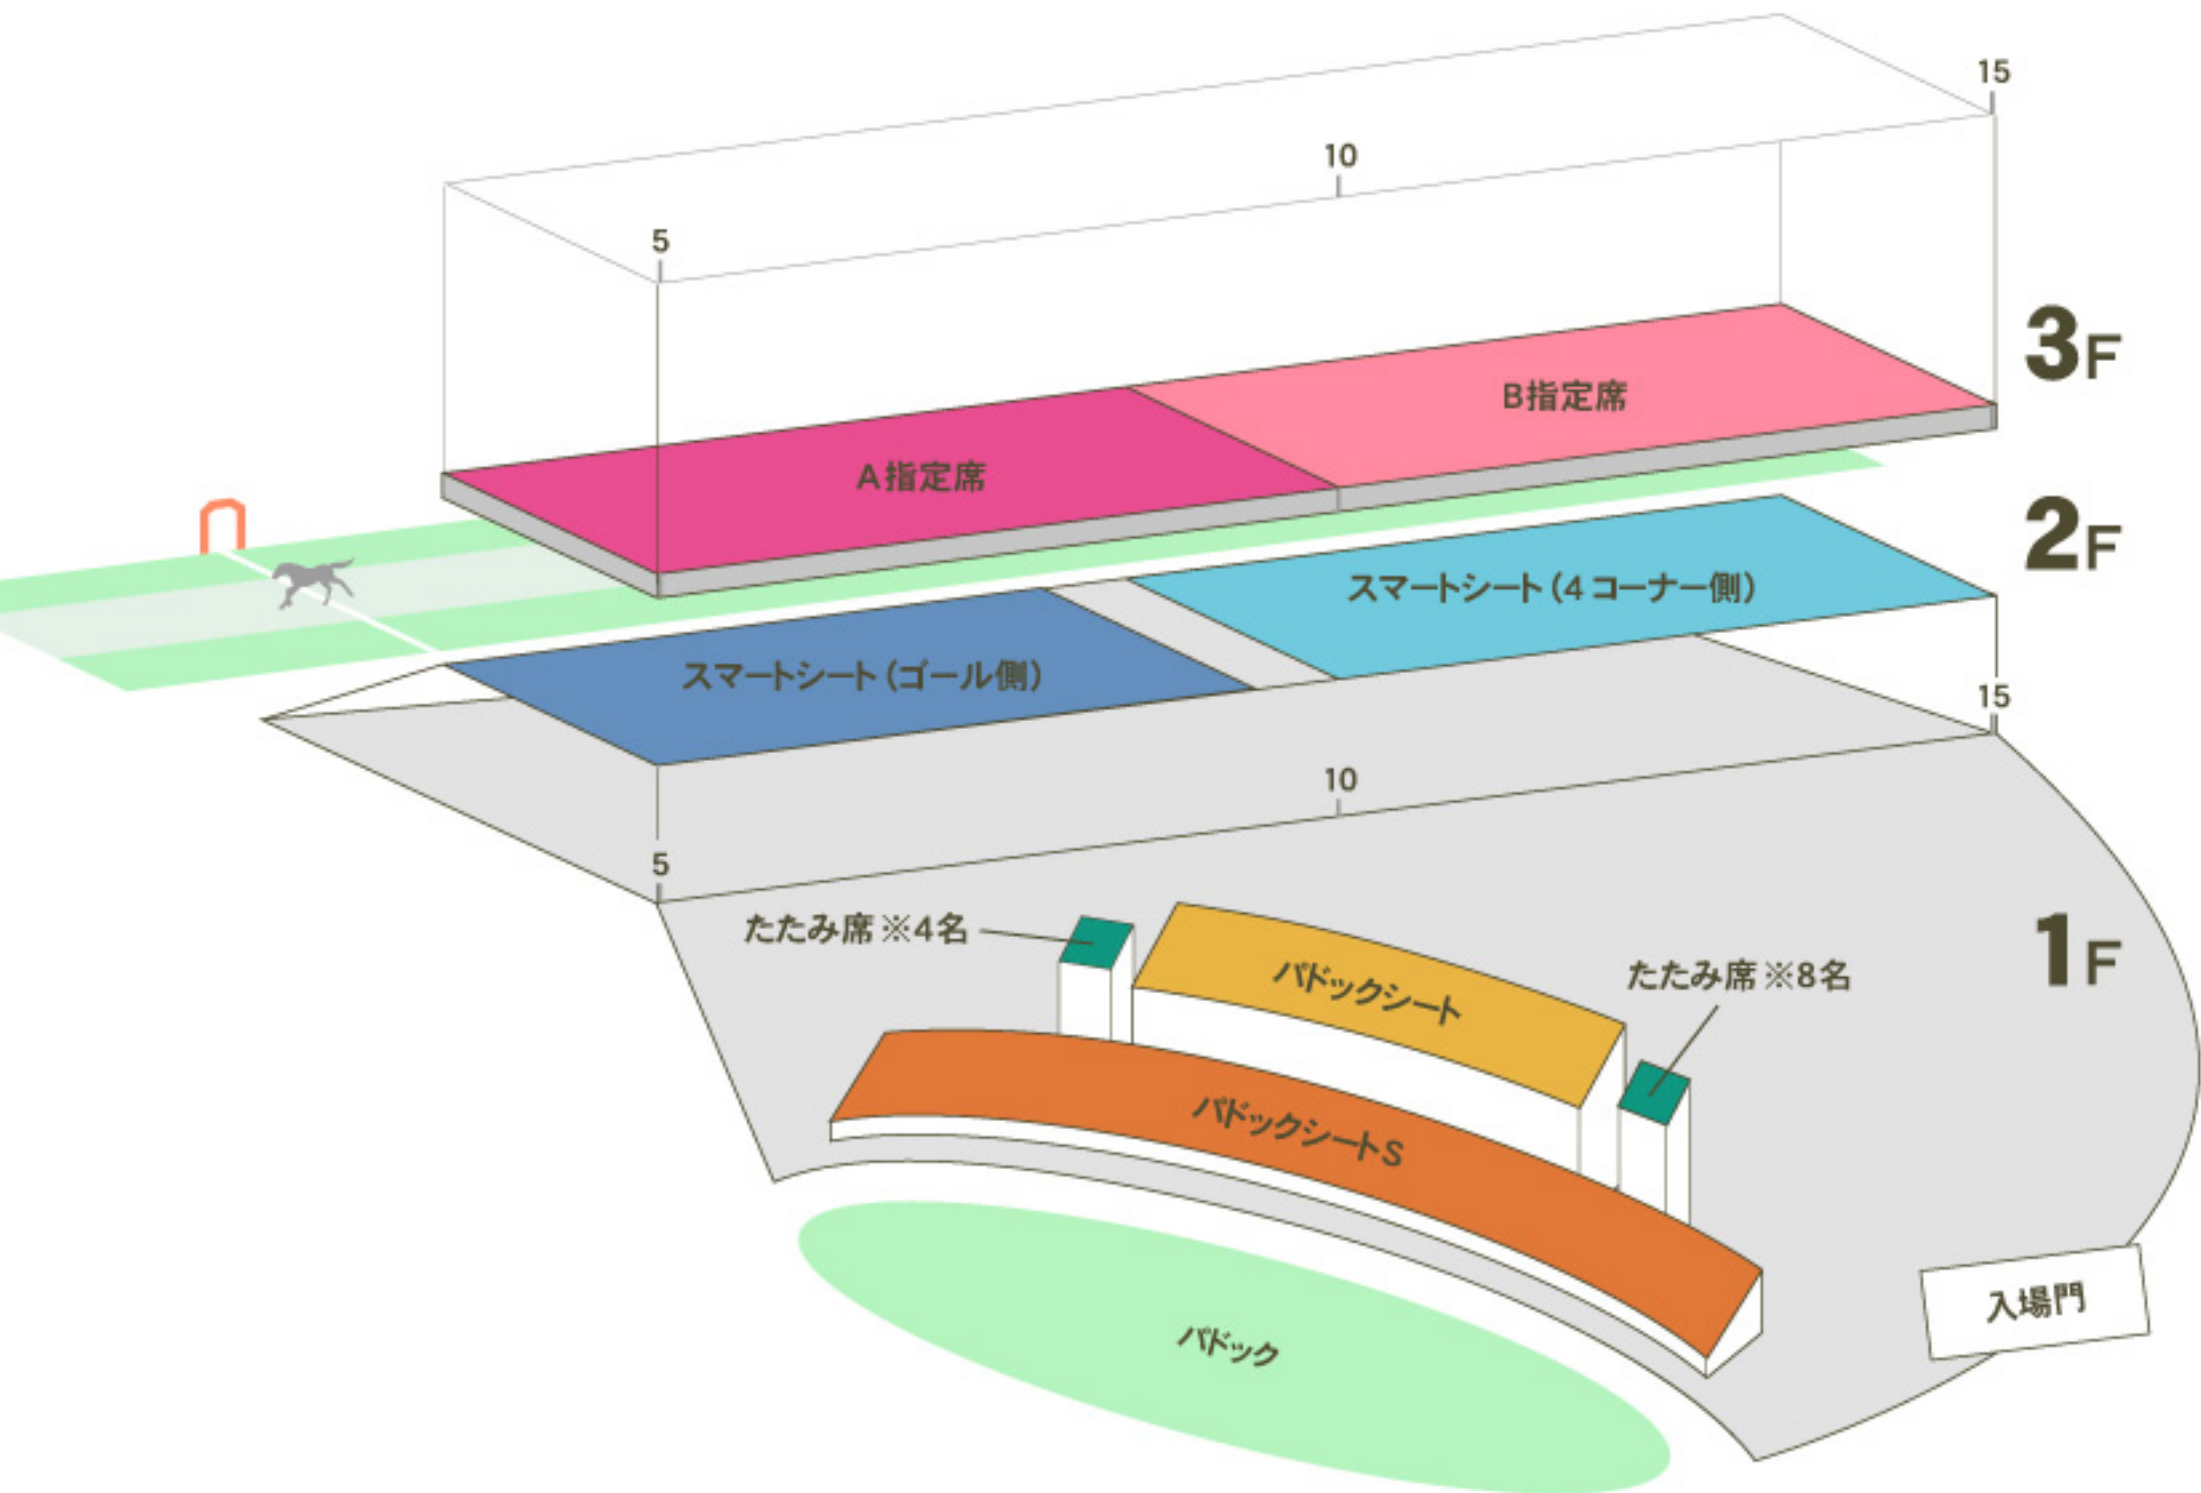 15
10
5
3F
B指定席
A指定席
2F
スマートシート（4コーナー側）
スマートシート（ゴール側）
15
10
5
1F
たたみ席※4名
パドックシート
たたみ席※8名
パドックシートS
入場門
パドック